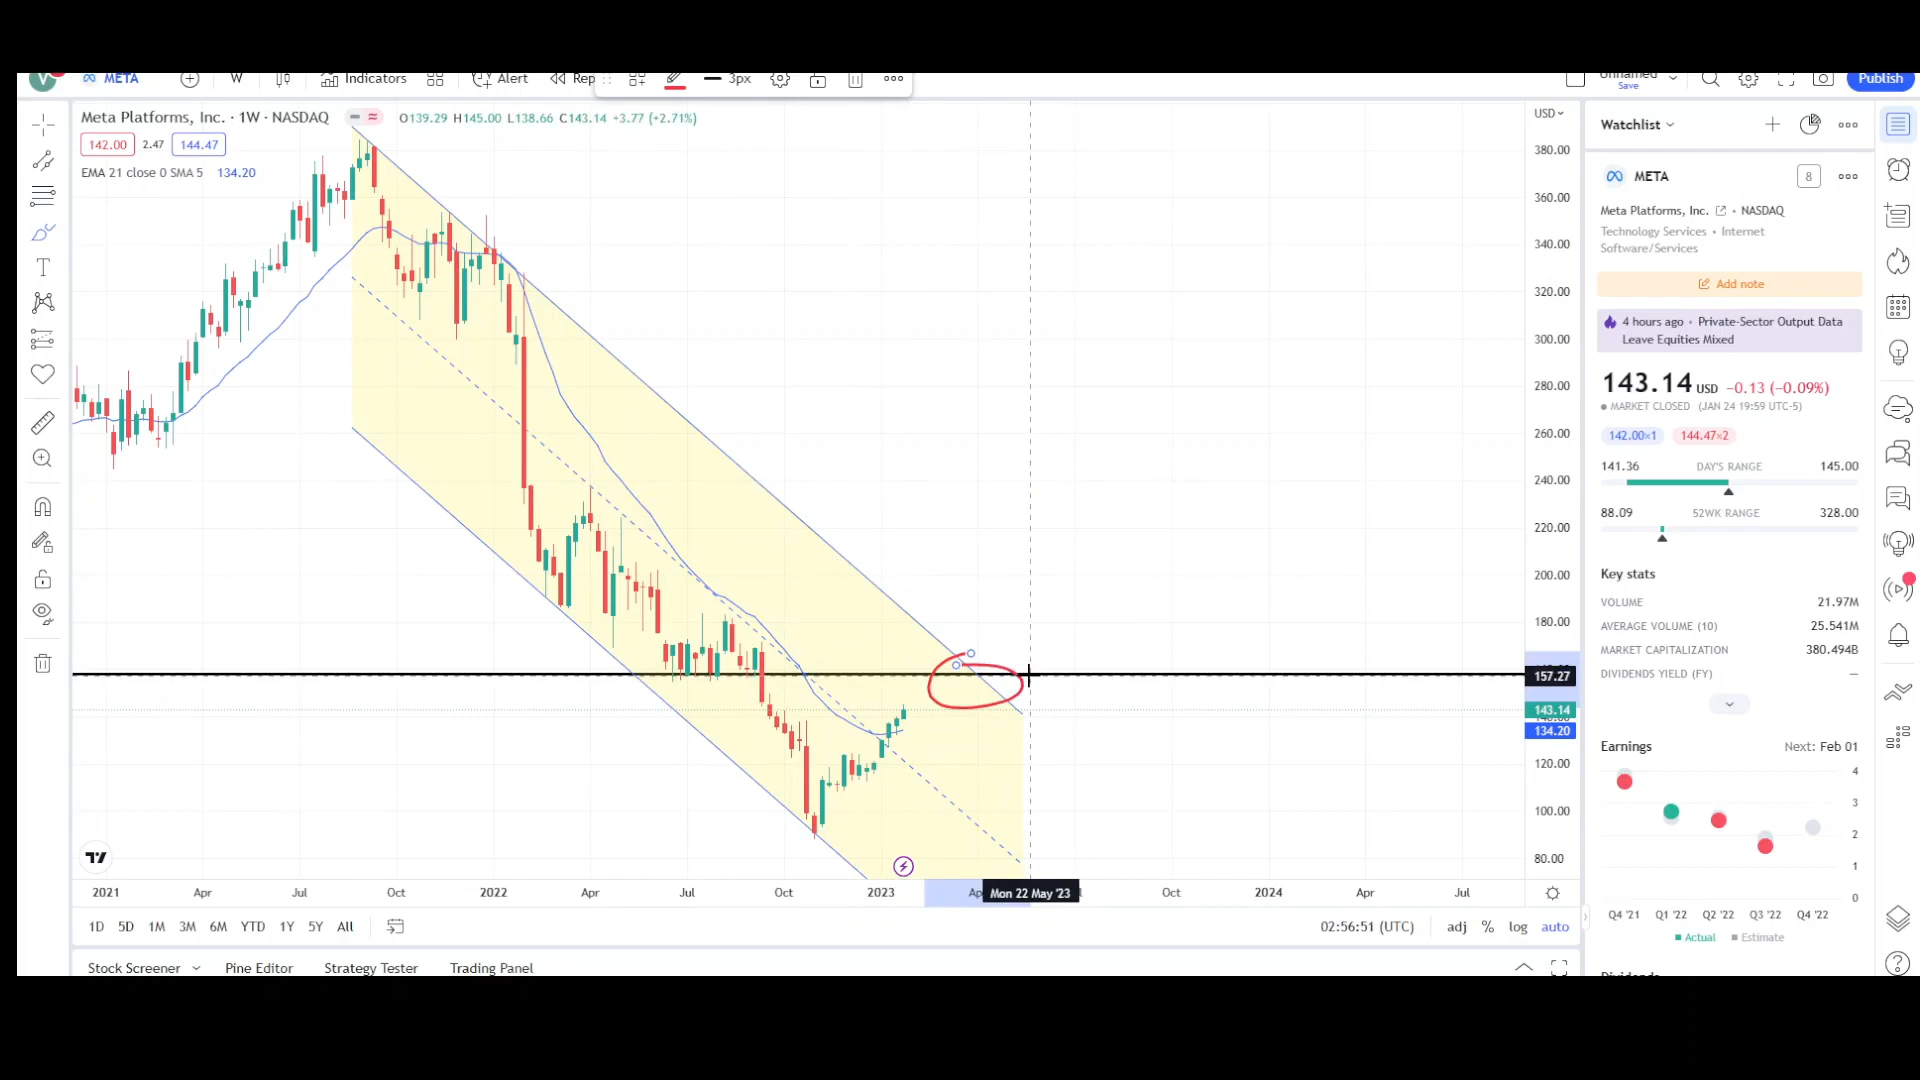 META W Indicators Alert Rep 3px Unnamed Save Publish
Meta Platforms, Inc. · 1W · NASDAQ O139.29 H145.00 L138.66 C143.14 +3.77 (+2.71%)
142.00 2.47 144.47
EMA 21 close 0 SMA 5 134.20
USD
380.00
360.00
340.00
320.00
300.00
280.00
260.00
240.00
220.00
200.00
180.00
157.27
143.14
134.20
120.00
100.00
80.00
2021 Apr Jul Oct 2022 Apr Jul Oct 2023 Mon 22 May '23 Oct 2024 Apr Jul
1D 5D 1M 3M 6M YTD 1Y 5Y All 02:56:51 (UTC) adj % log auto
Stock Screener Pine Editor Strategy Tester Trading Panel
Watchlist
META 8
Meta Platforms, Inc. • NASDAQ
Technology Services • Internet
Software/Services
Add note
4 hours ago • Private-Sector Output Data
Leave Equities Mixed
143.14 USD −0.13 (−0.09%)
MARKET CLOSED (JAN 24 19:59 UTC-5)
142.00×1 144.47×2
141.36 DAY'S RANGE 145.00
88.09 52WK RANGE 328.00
Key stats
VOLUME 21.97M
AVERAGE VOLUME (10) 25.541M
MARKET CAPITALIZATION 380.494B
DIVIDENDS YIELD (FY) —
Earnings Next: Feb 01
4
3
2
1
0
Q4 '21 Q1 '22 Q2 '22 Q3 '22 Q4 '22
Actual Estimate